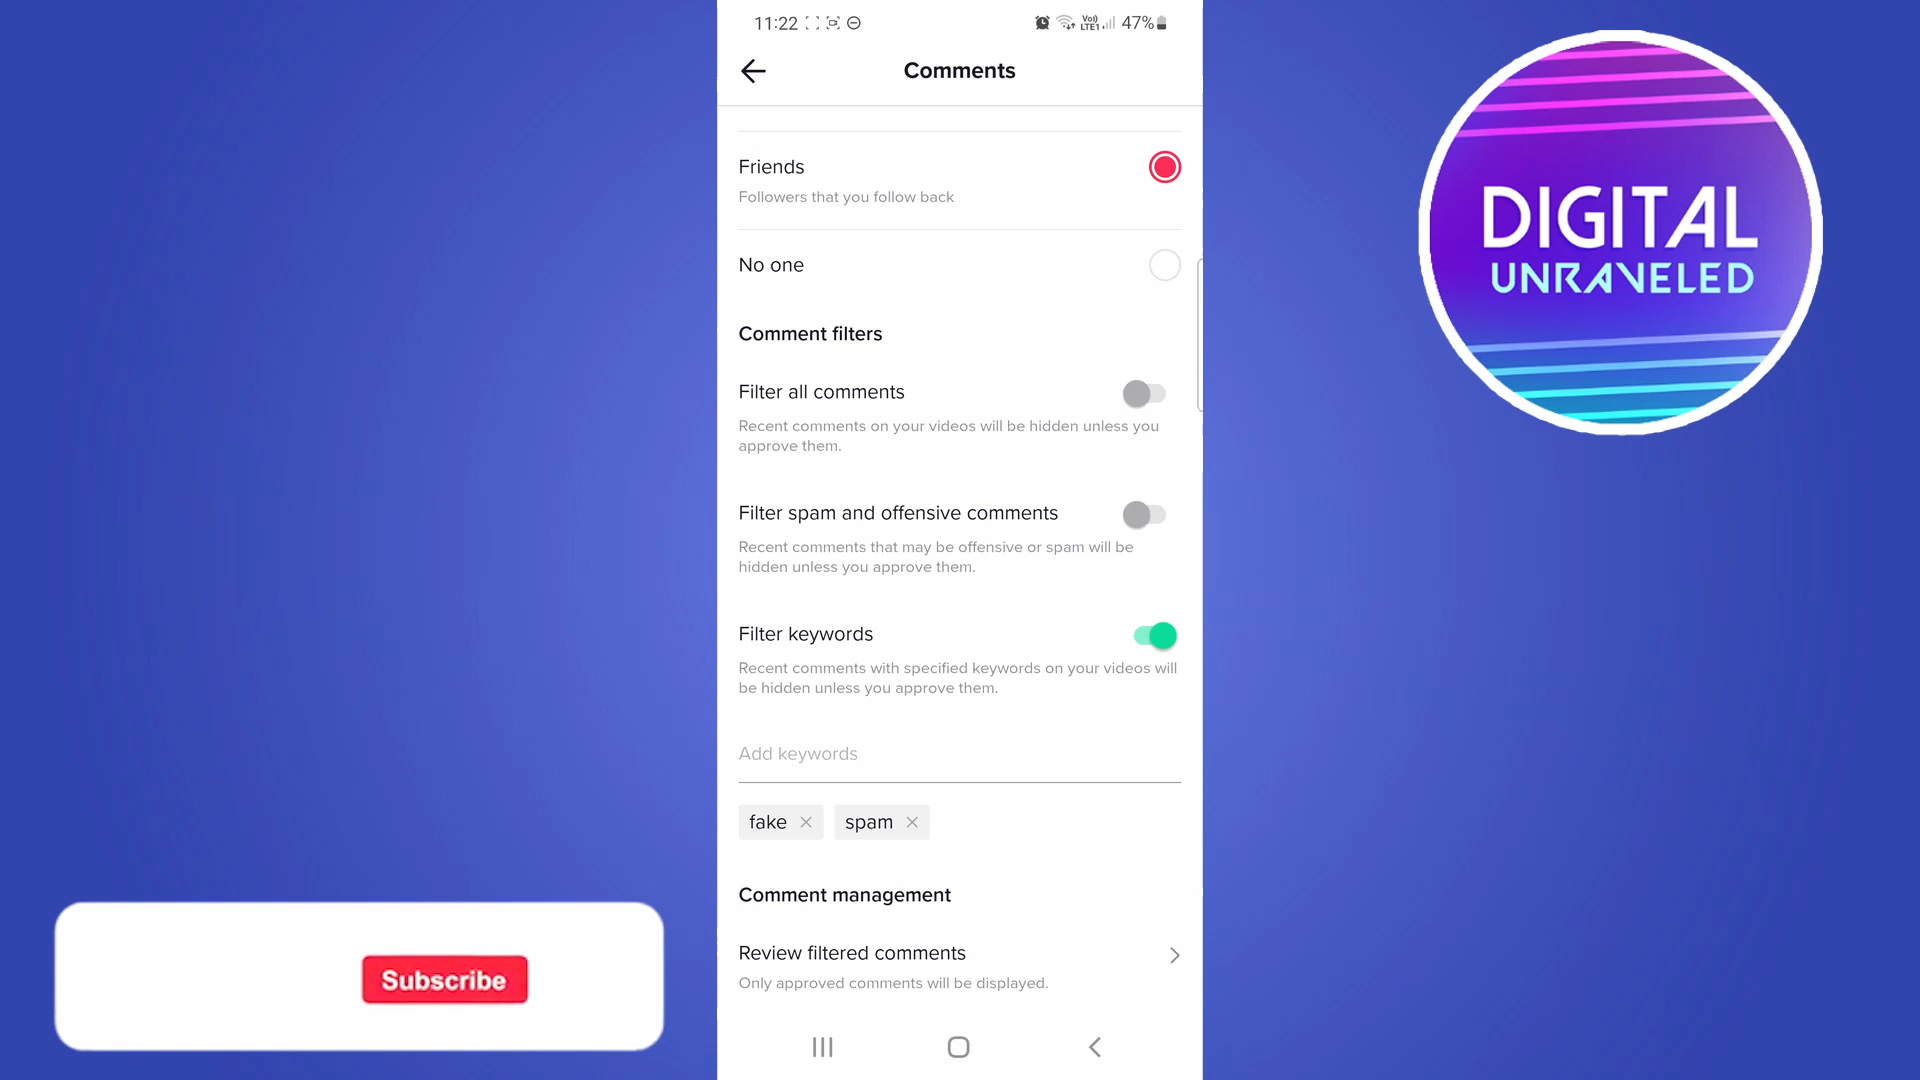 11:22
Vo))
LTE1
47%
Comments
Friends
Followers that you follow back
No one
Comment filters
Filter all comments
Recent comments on your videos will be hidden unless you
approve them.
Filter spam and offensive comments
Recent comments that may be offensive or spam will be
hidden unless you approve them.
Filter keywords
Recent comments with specified keywords on your videos will
be hidden unless you approve them.
Add keywords
fake
spam
Comment management
Review filtered comments
Only approved comments will be displayed.
DIGITAL
UNRAVELED
Subscribe